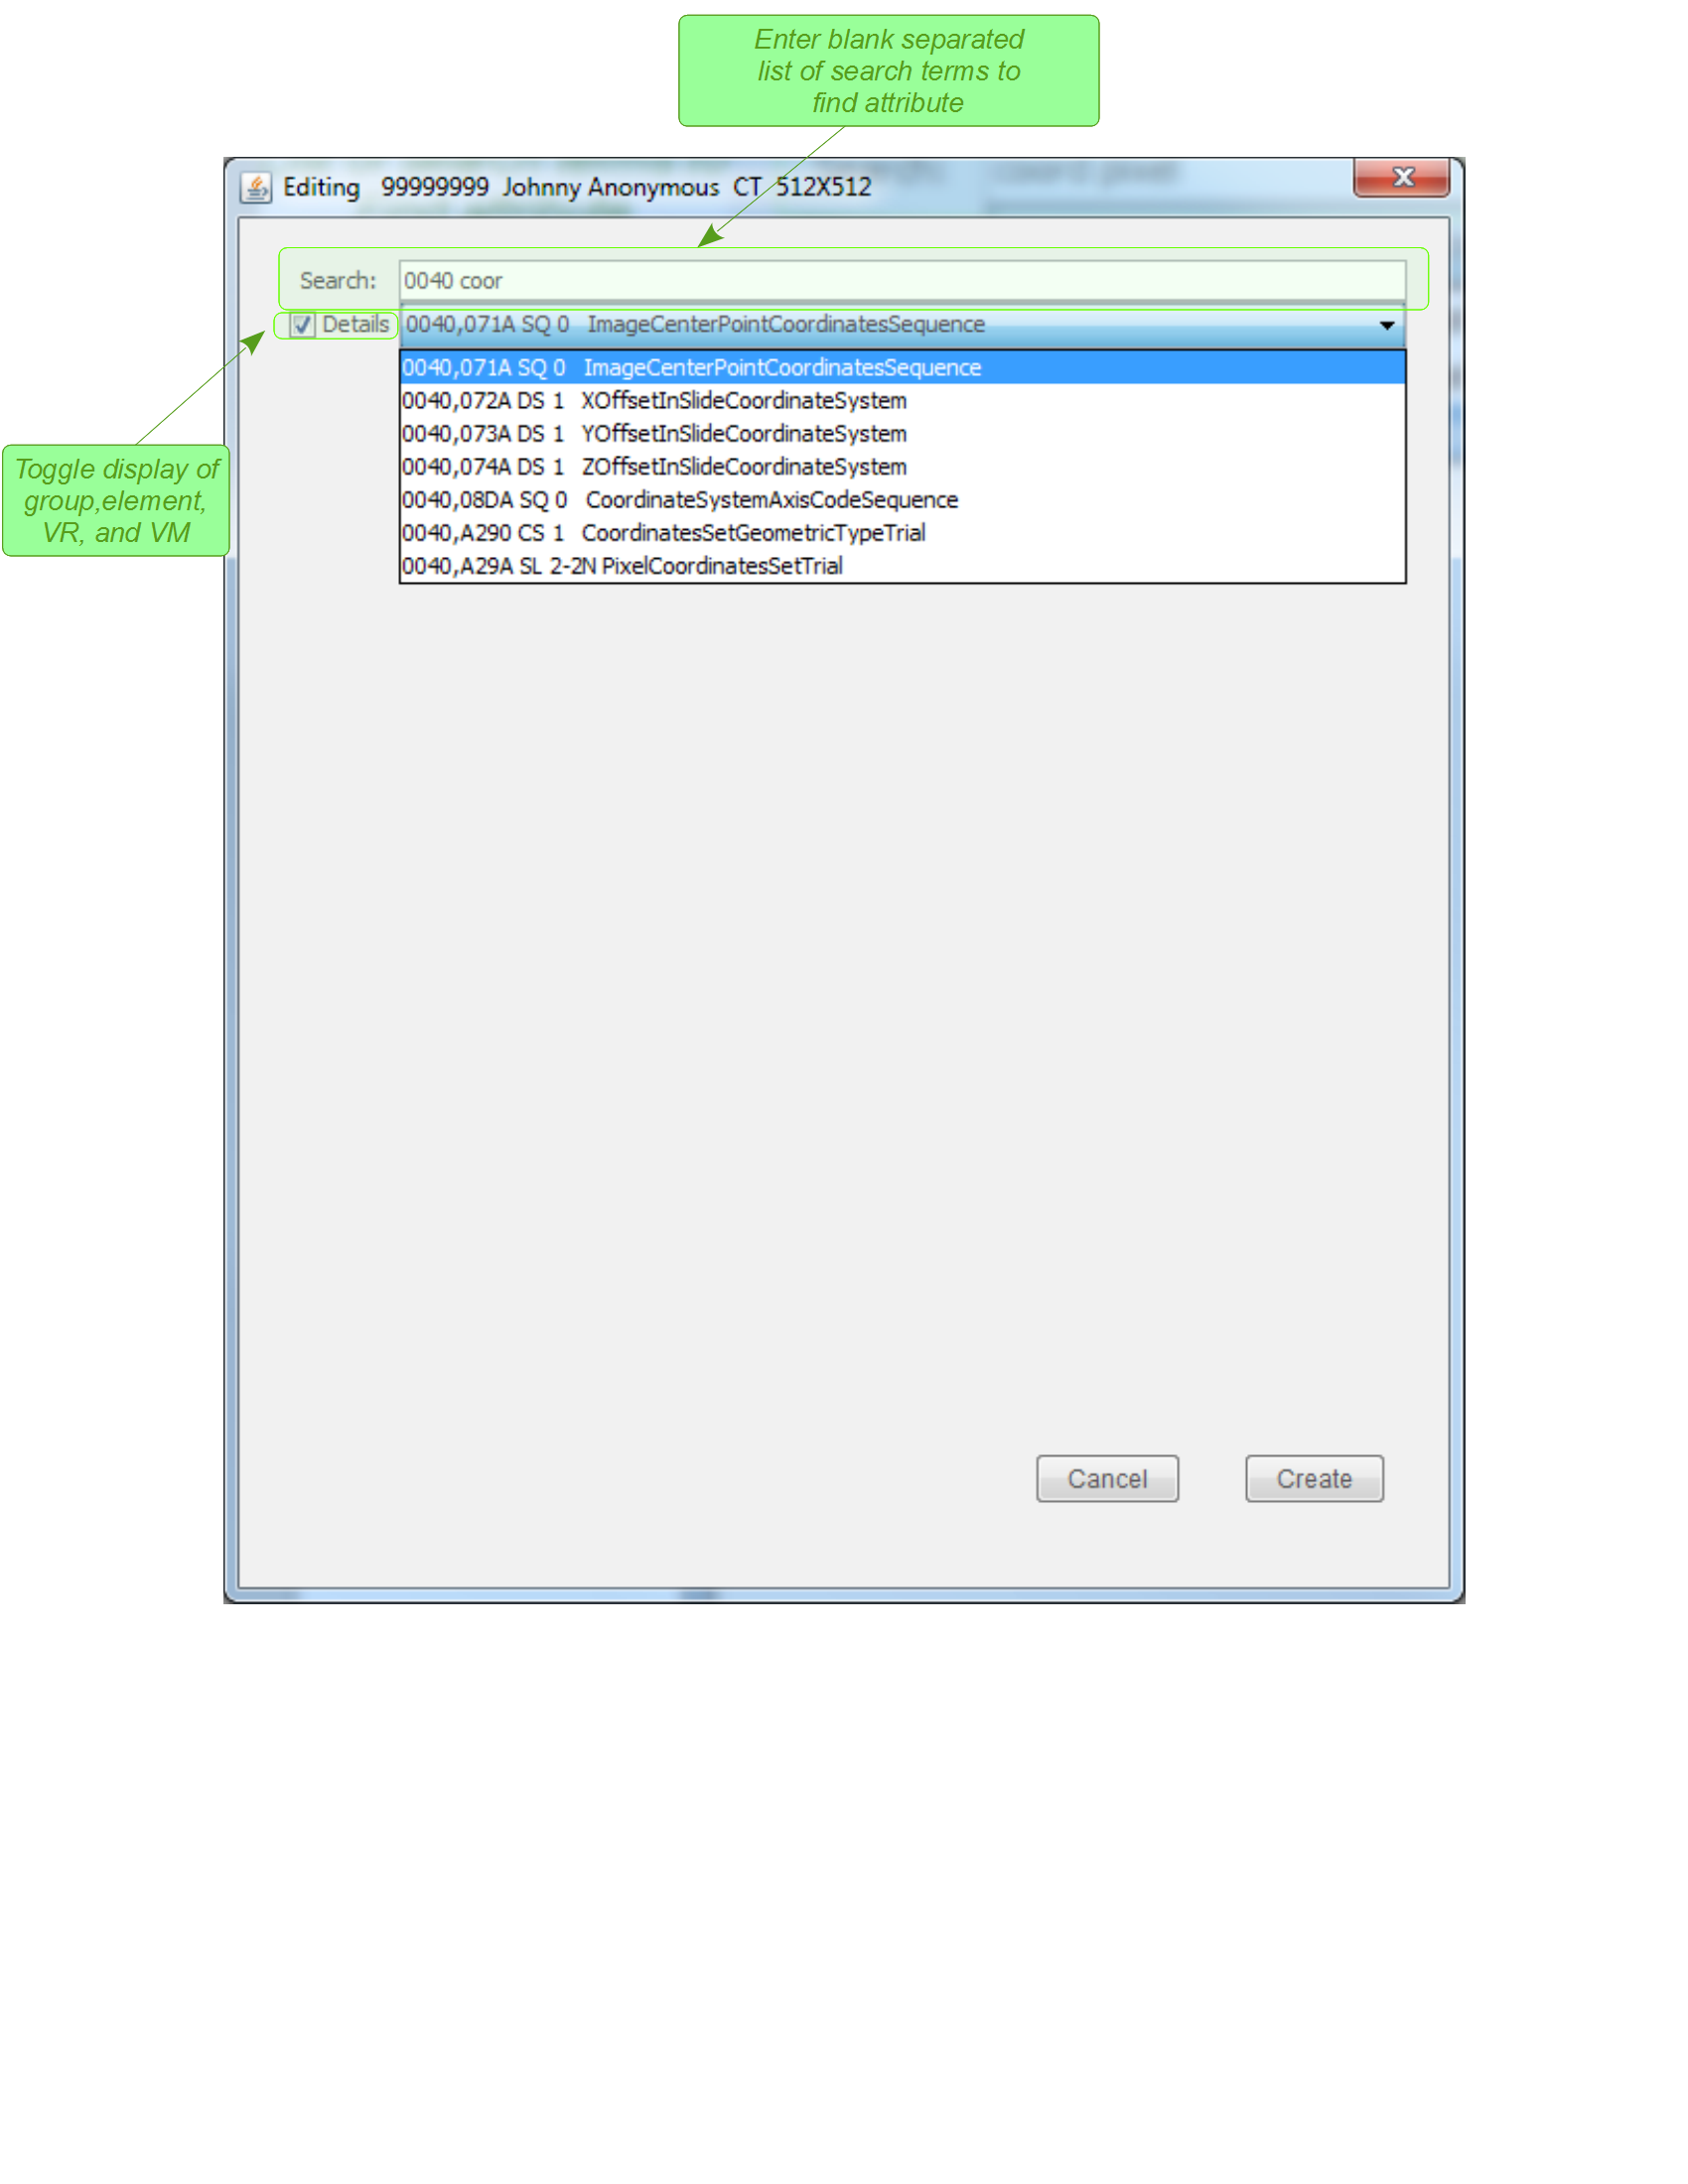 Enter blank separated
list of search terms to
find attribute
Editing 99999999 Johnny Anonymous CT 512X512
Search: 0040 coor
Details 0040,071A SQ 0 ImageCenterPointCoordinatesSequence
0040,071A SQ 0 ImageCenterPointCoordinatesSequence
0040,072A DS 1 XOffsetInSlideCoordinateSystem
0040,073A DS 1 YOffsetInSlideCoordinateSystem
0040,074A DS 1 ZOffsetInSlideCoordinateSystem
0040,08DA SQ 0 CoordinateSystemAxisCodeSequence
0040,A290 CS 1 CoordinatesSetGeometricTypeTrial
0040,A29A SL 2-2N PixelCoordinatesSetTrial
Toggle display of
group,element,
VR, and VM
Cancel Create